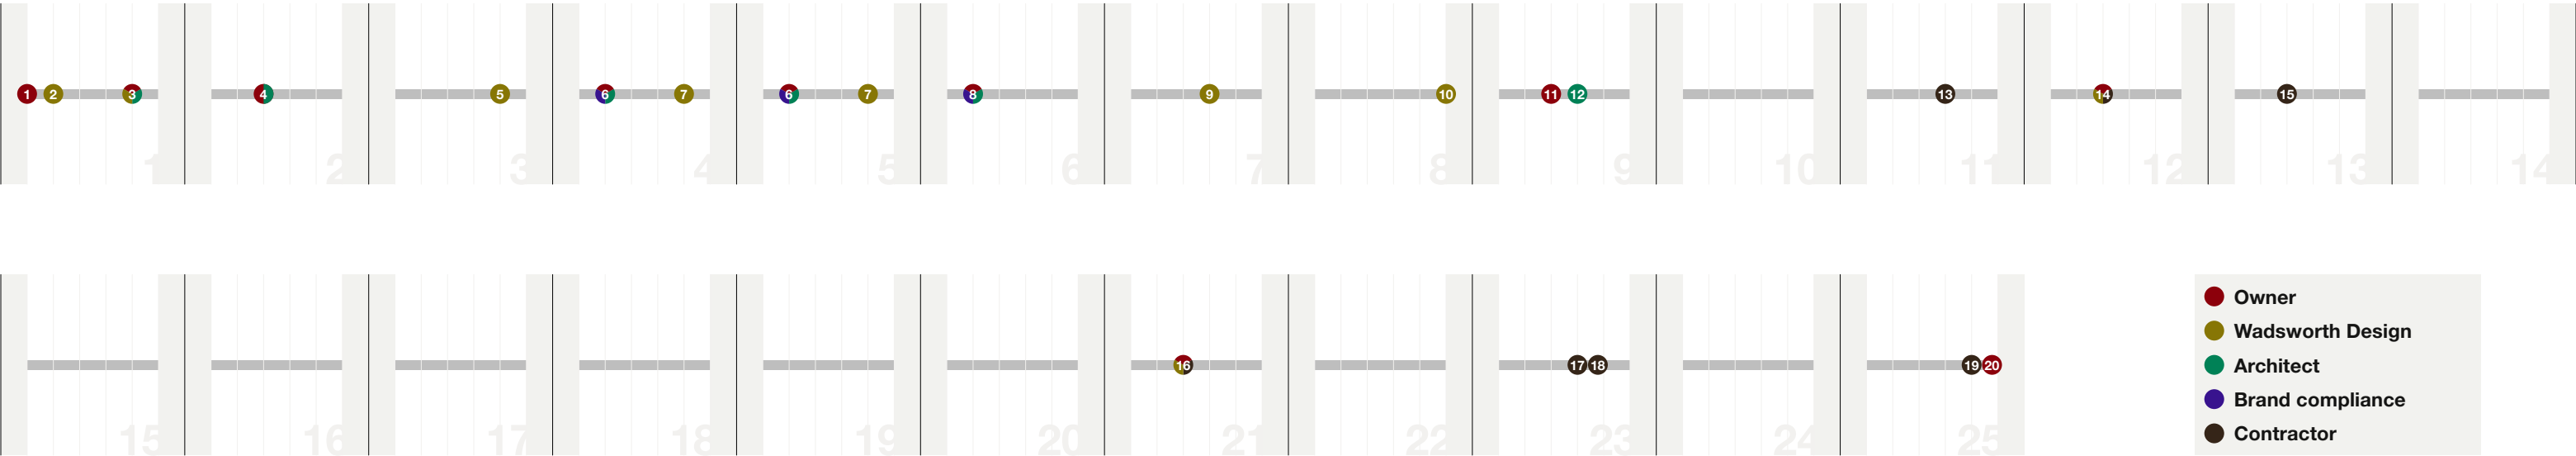 1 2 3 4 5 6 7 6 7 8 9 10 11 12 13 14 15
1 2 3 4 5 6 7 8 9 10 11 12 13 14
16 17 18 19 20
15 16 17 18 19 20 21 22 23 24 25
Owner
Wadsworth Design
Architect
Brand compliance
Contractor